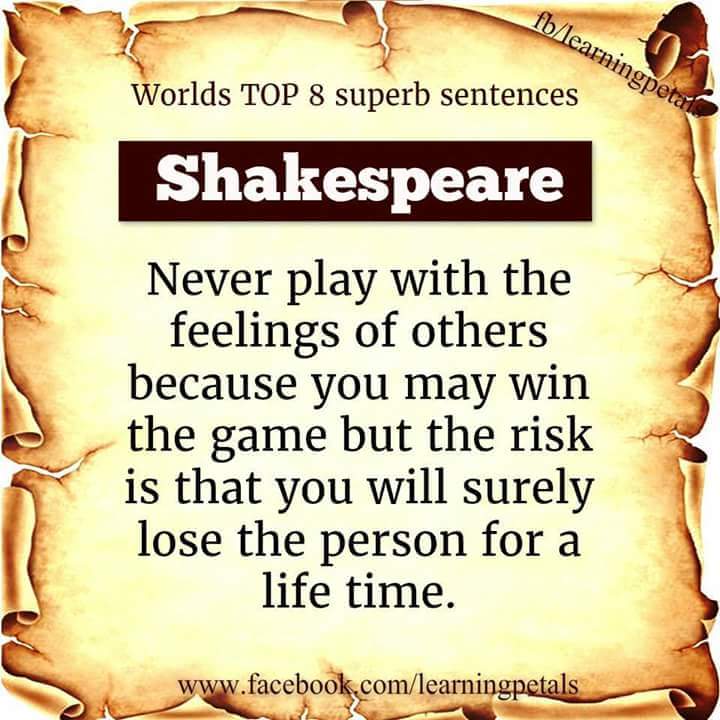 fb/learningpetals
Worlds TOP 8 superb sentences
Shakespeare
Never play with the
feelings of others
because you may win
the game but the risk
is that you will surely
lose the person for a
life time.
www.facebook.com/learningpetals